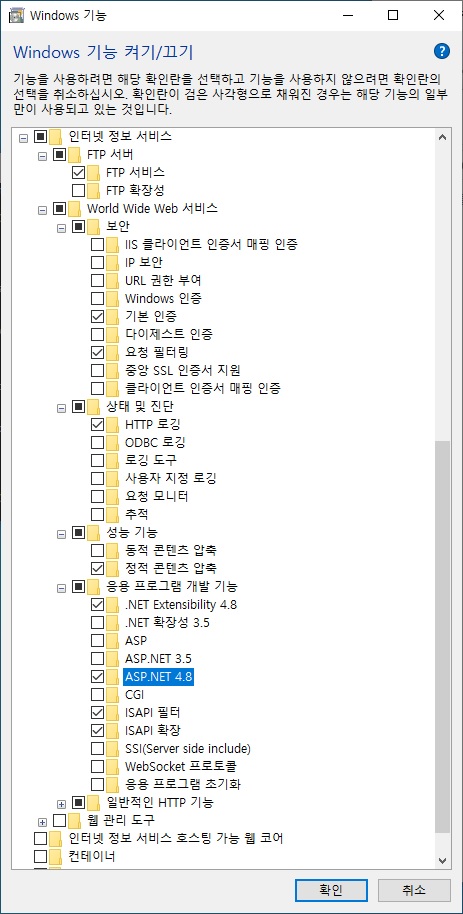 Windows 기능
Windows 기능 켜기/끄기
?
기능을 사용하려면 해당 확인란을 선택하고 기능을 사용하지 않으려면 확인란의
선택을 취소하십시오. 확인란이 검은 사각형으로 채워진 경우는 해당 기능의 일부
만이 사용되고 있는 것입니다.
인터넷 정보 서비스
FTP 서버
FTP 서비스
FTP 확장성
World Wide Web 서비스
보안
IIS 클라이언트 인증서 매핑 인증
IP 보안
URL 권한 부여
Windows 인증
기본 인증
다이제스트 인증
요청 필터링
중앙 SSL 인증서 지원
클라이언트 인증서 매핑 인증
상태 및 진단
HTTP 로깅
ODBC 로깅
로깅 도구
사용자 지정 로깅
요청 모니터
추적
성능 기능
동적 콘텐츠 압축
정적 콘텐츠 압축
응용 프로그램 개발 기능
.NET Extensibility 4.8
.NET 확장성 3.5
ASP
ASP.NET 3.5
ASP.NET 4.8
CGI
ISAPI 필터
ISAPI 확장
SSI(Server side include)
WebSocket 프로토콜
응용 프로그램 초기화
일반적인 HTTP 기능
웹 관리 도구
인터넷 정보 서비스 호스팅 가능 웹 코어
컨테이너
확인
취소